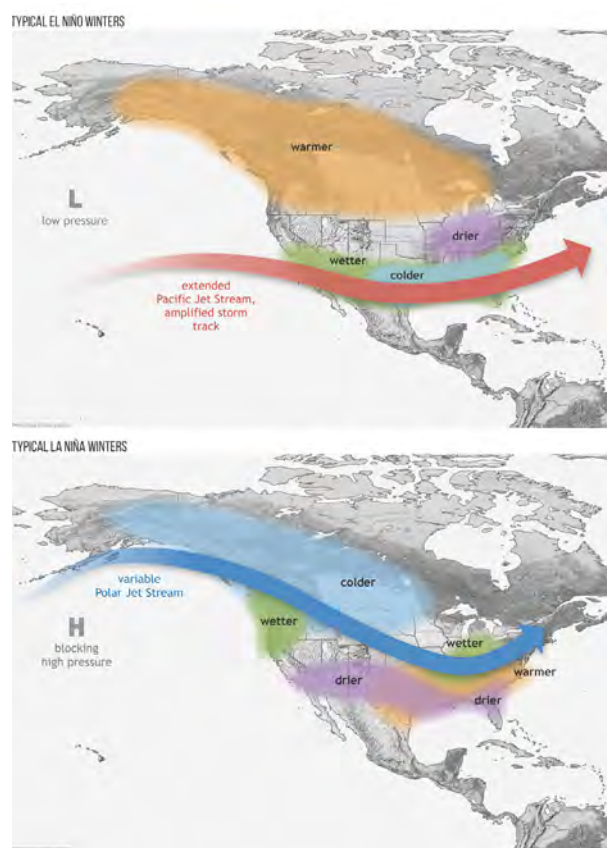 TYPICAL EL NIÑO WINTERS
warmer
L
low pressure
drier
wetter
colder
extended
Pacific Jet Stream,
amplified storm
track
TYPICAL LA NIÑA WINTERS
variable
Polar Jet Stream
colder
wetter
H
blocking
high pressure
wetter
warmer
drier
drier